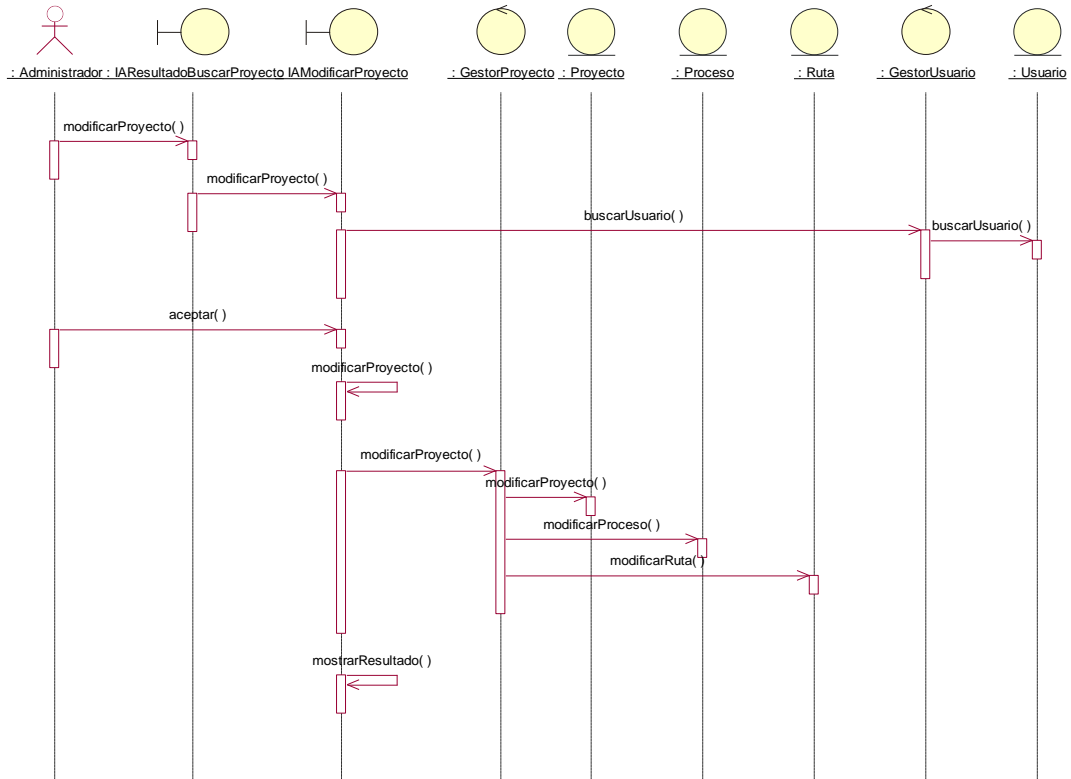 : Administrador : IAResultadoBuscarProyecto IAModificarProyecto : GestorProyecto : Proyecto : Proceso : Ruta : GestorUsuario : Usuario
modificarProyecto( )
modificarProyecto( )
buscarUsuario( )
buscarUsuario( )
aceptar( )
modificarProyecto( )
modificarProyecto( )
modificarProyecto( )
modificarProceso( )
modificarRuta( )
mostrarResultado( )